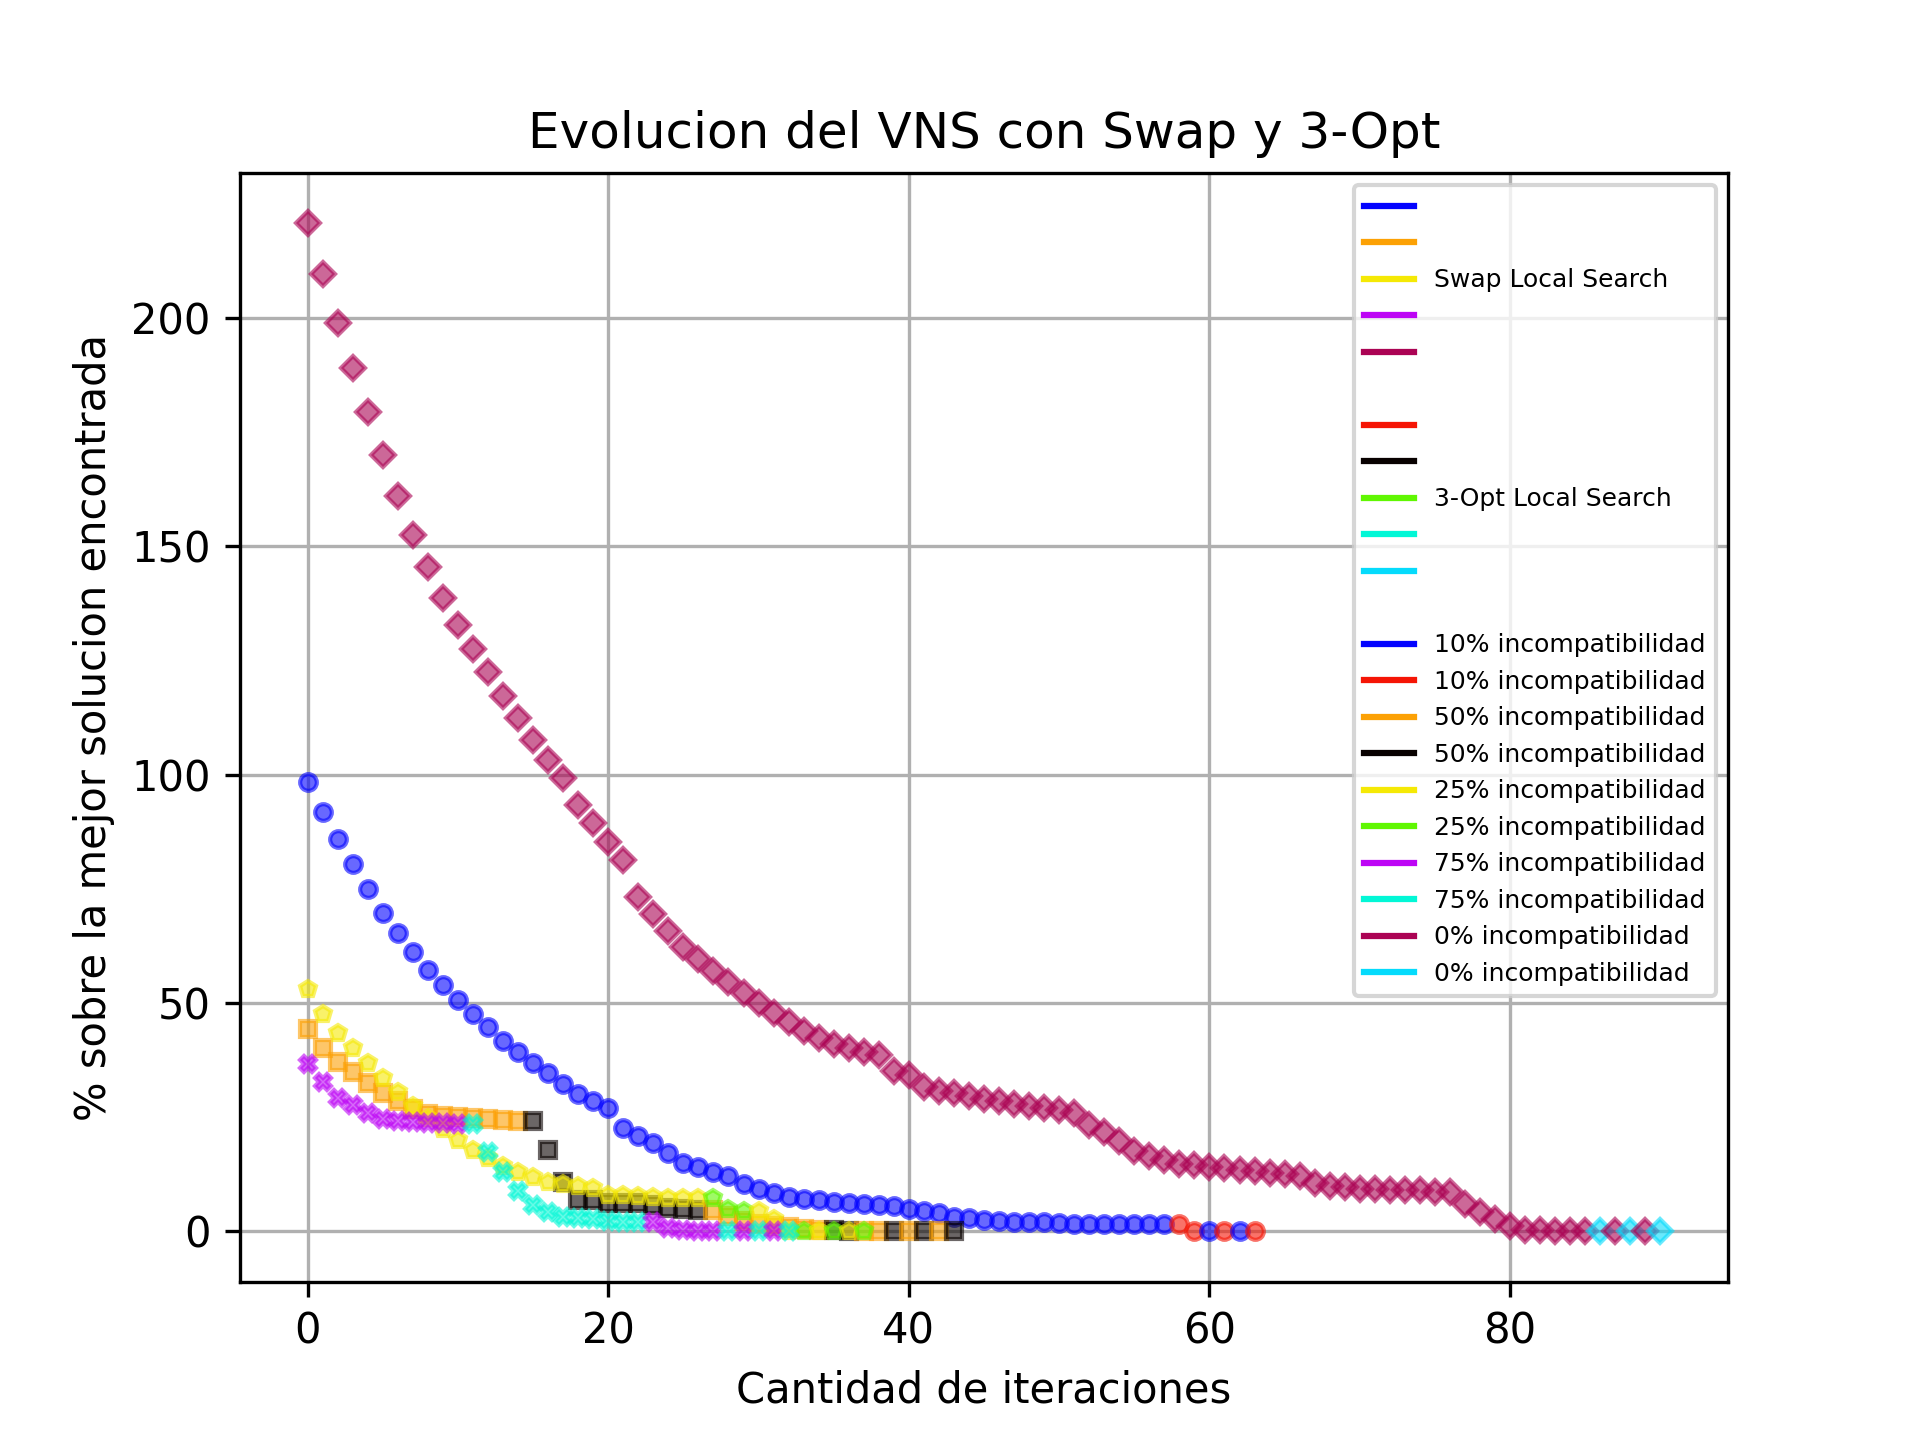 Evolucion del VNS con Swap y 3-Opt
% sobre la mejor solucion encontrada
200
150
100
50
0
Swap Local Search
3-Opt Local Search
10% incompatibilidad
10% incompatibilidad
50% incompatibilidad
50% incompatibilidad
25% incompatibilidad
25% incompatibilidad
75% incompatibilidad
75% incompatibilidad
0% incompatibilidad
0% incompatibilidad
0 20 40 60 80
Cantidad de iteraciones